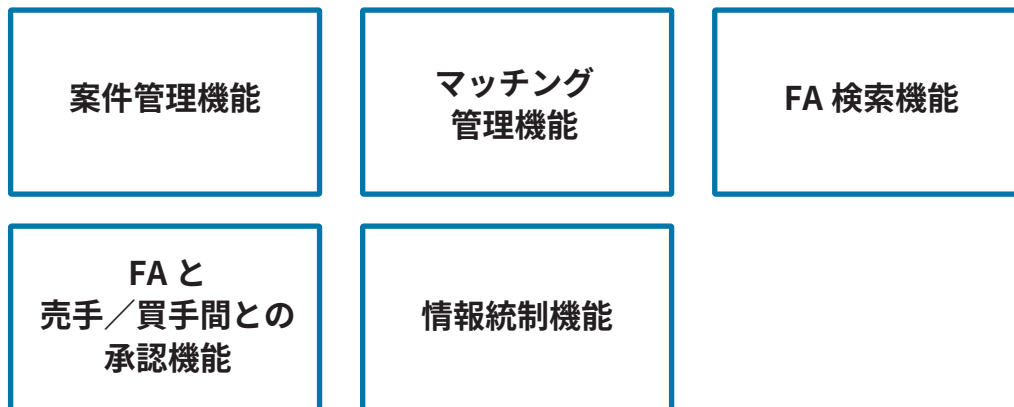 案件管理機能
マッチング
管理機能
FA 検索機能
FA と
売手／買手間との
承認機能
情報統制機能